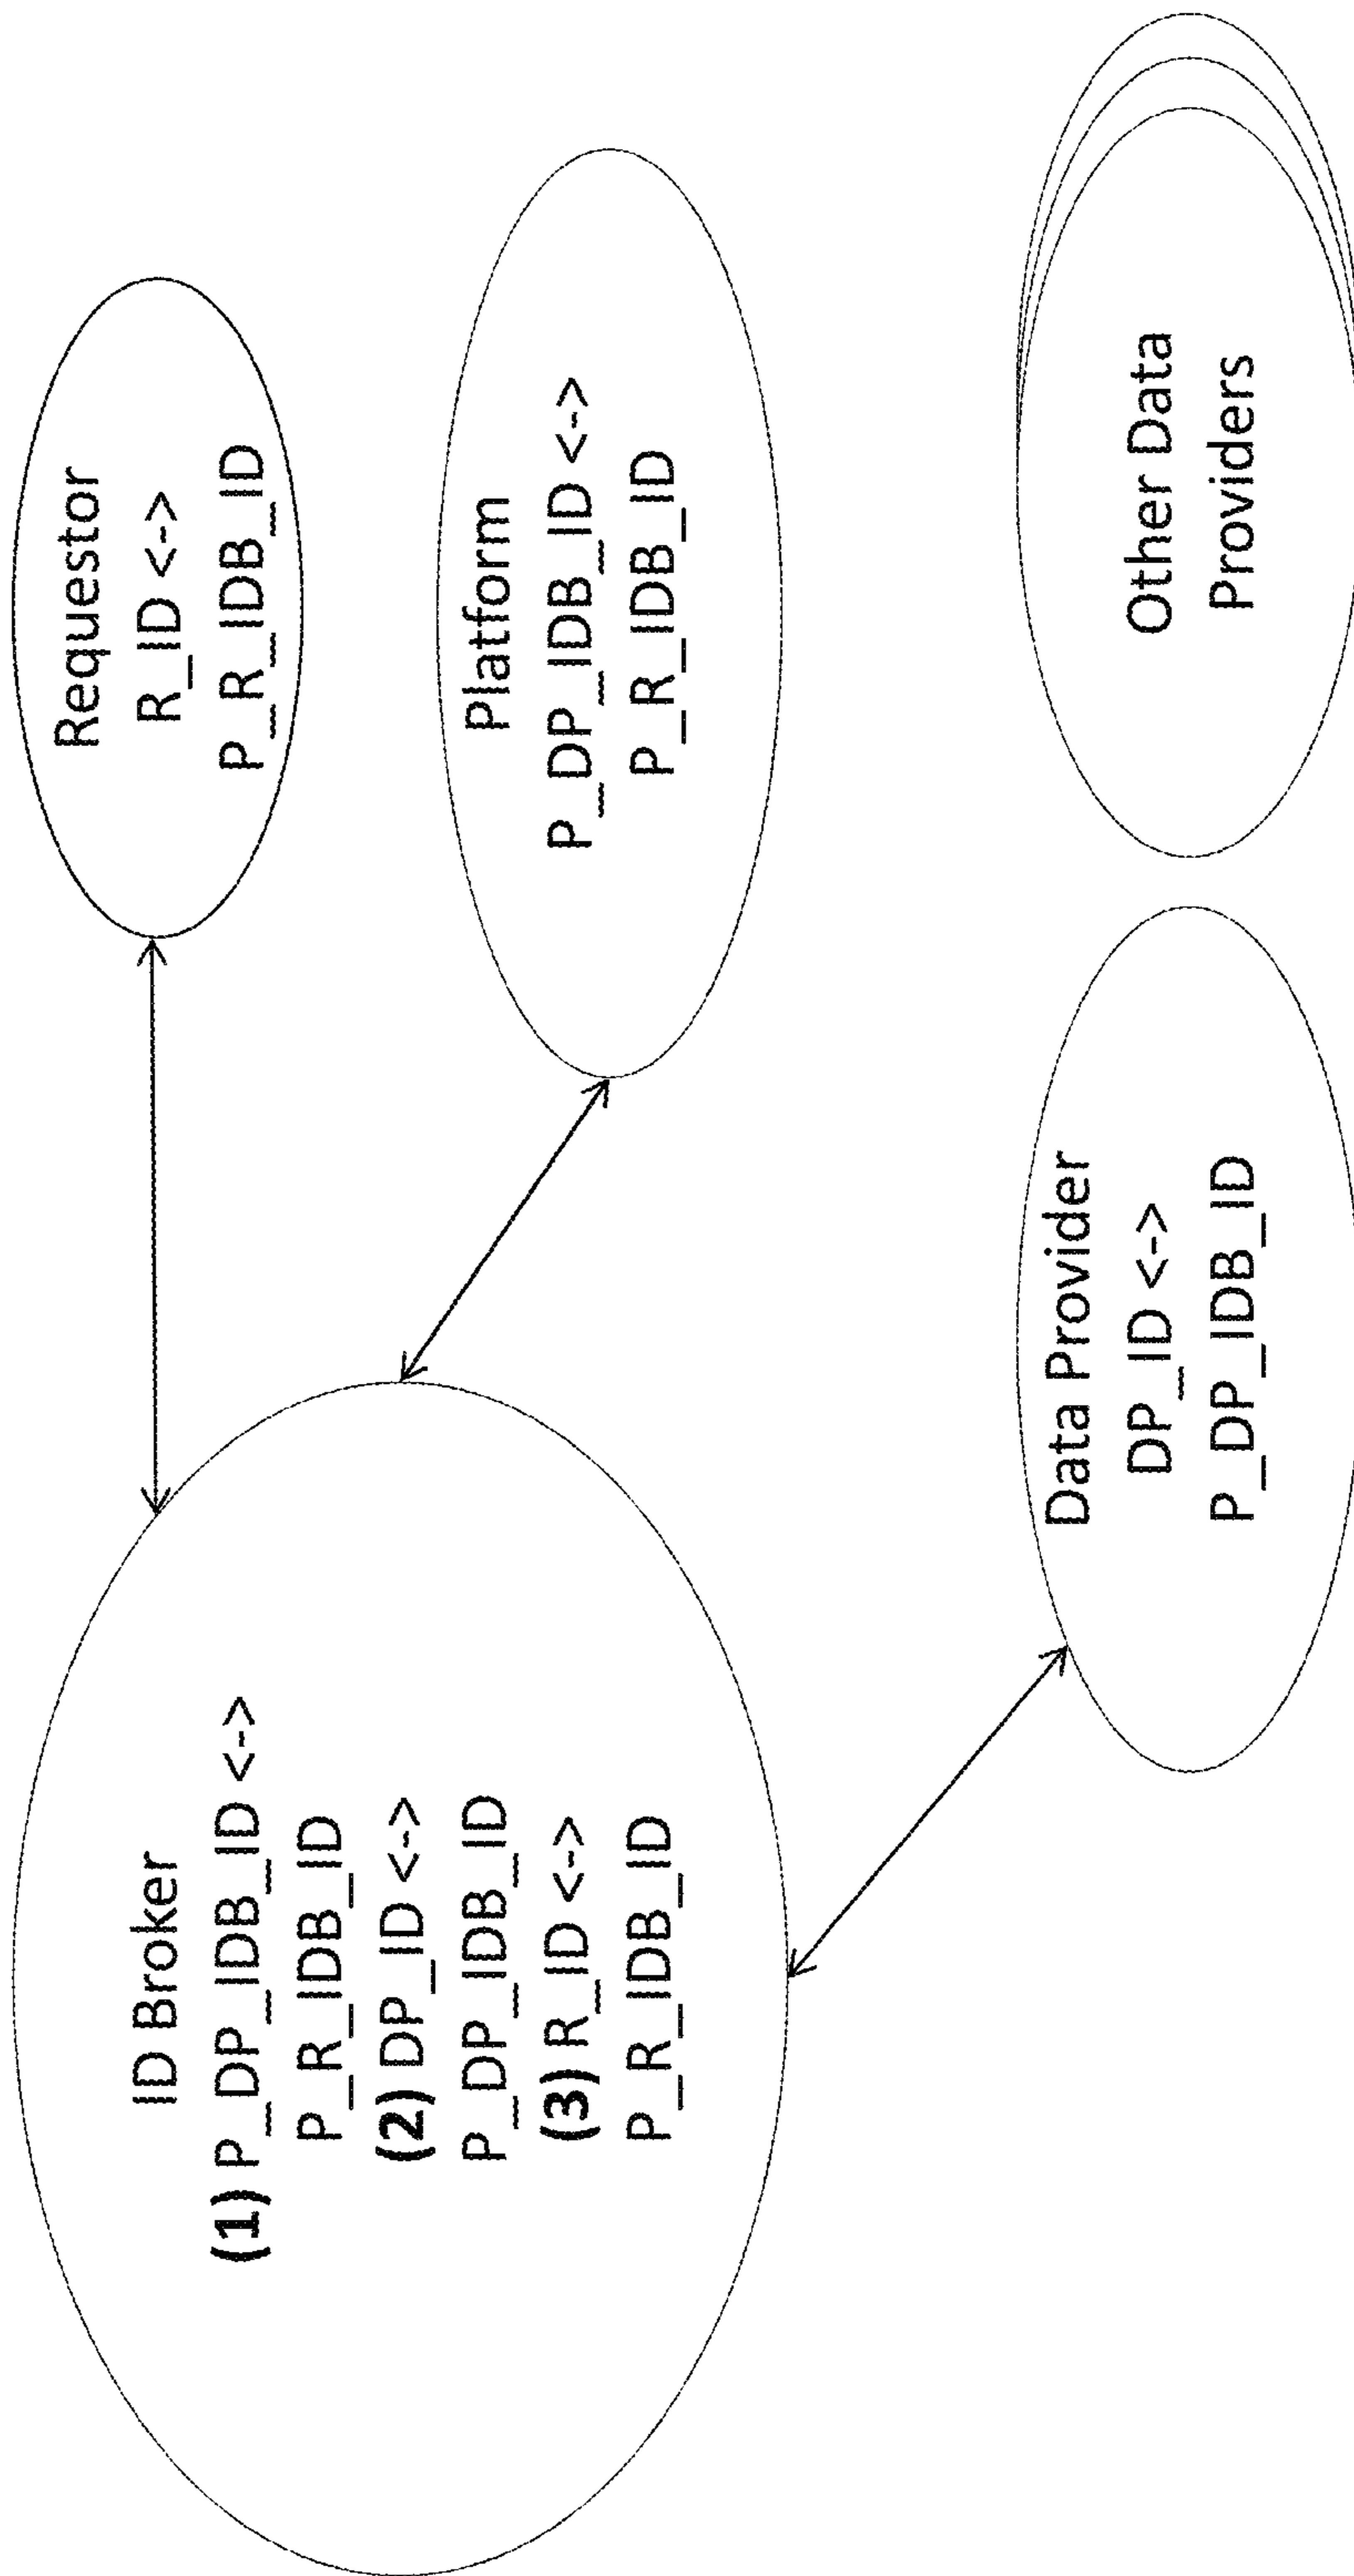 ID Broker
(1) P_DP_IDB_ID <->
P_R_IDB_ID
(2) DP_ID <->
P_DP_IDB_ID
(3) R_ID <->
P_R_IDB_ID
Requestor
R_ID <->
P_R_IDB_ID
Platform
P_DP_IDB_ID <->
P_R_IDB_ID
Data Provider
DP_ID <->
P_DP_IDB_ID
Other Data
Providers